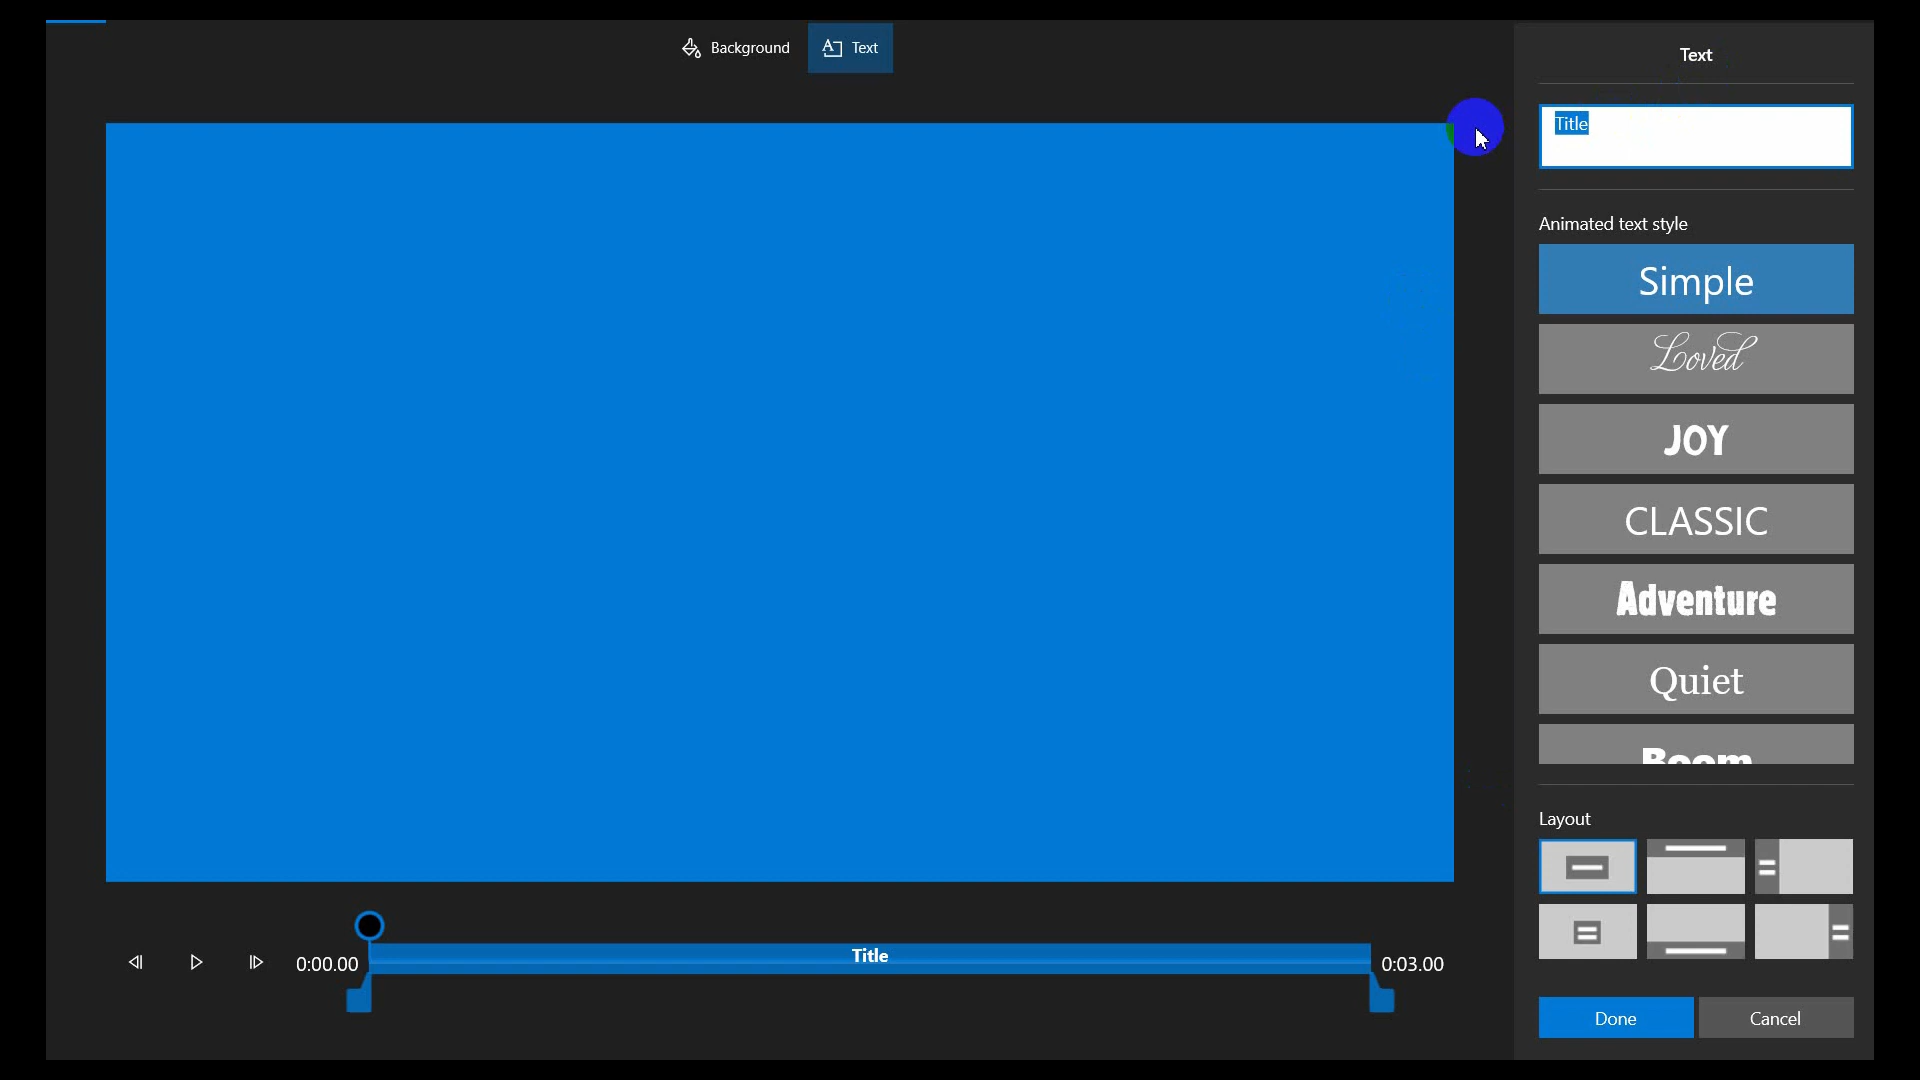 Background
Text
Text
Title
Animated text style
Simple
Loved
JOY
CLASSIC
Adventure
Quiet
Boom
Layout
0:00.00
Title
0:03.00
Done
Cancel